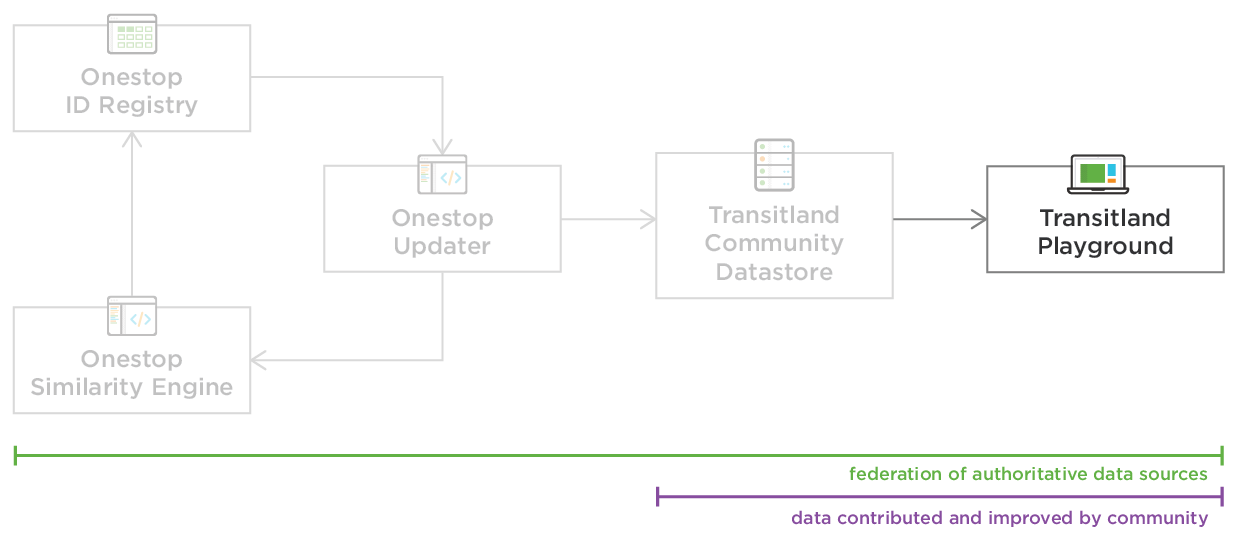 Onestop
ID Registry
Onestop
Updater
Transitland
Community
Datastore
Transitland
Playground
Onestop
Similarity Engine
federation of authoritative data sources
data contributed and improved by community